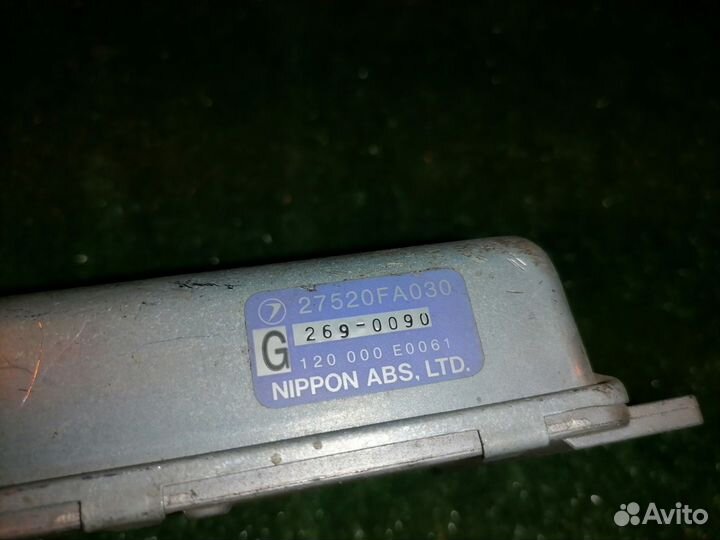 27520FA030
G
269-0090
120 000 E0061
NIPPON ABS, LTD.
Avito